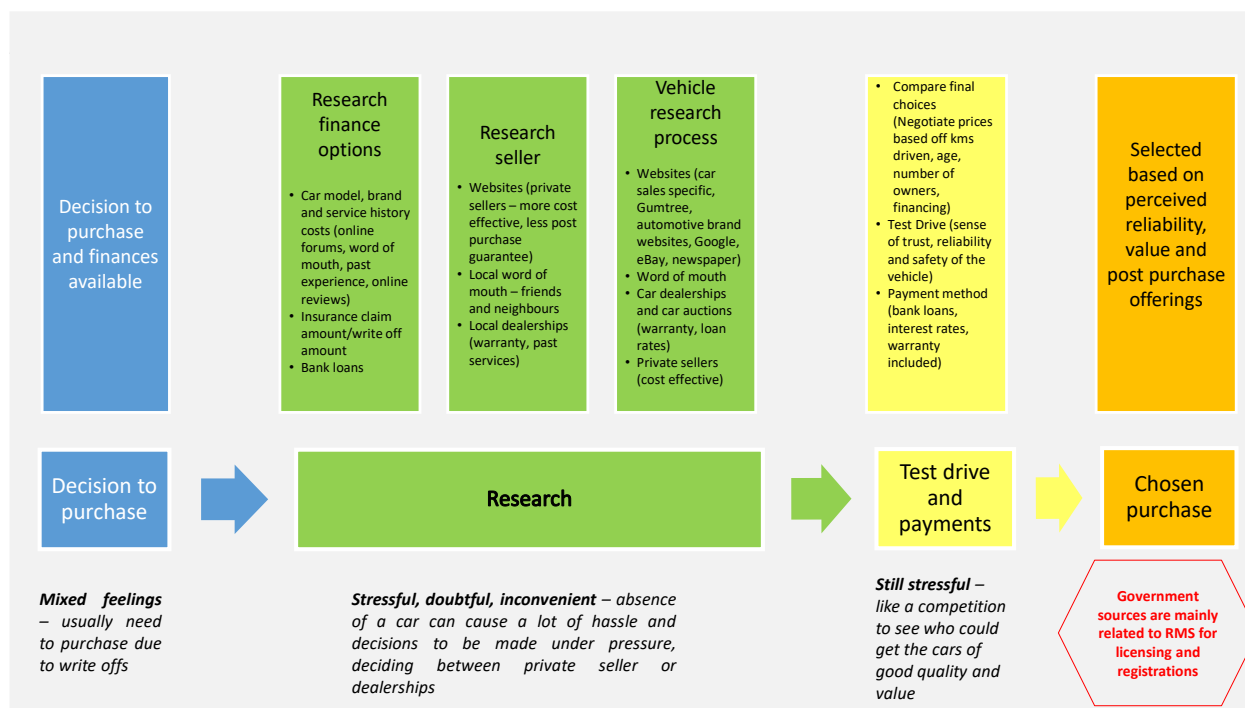 Decision to
purchase
and finances
available
Research
finance
options
• Car model, brand
and service history
costs (online
forums, word of
mouth, past
experience, online
reviews)
• Insurance claim
amount/write off
amount
• Bank loans
Research
seller
• Websites (private
sellers – more cost
effective, less post
purchase
guarantee)
• Local word of
mouth – friends
and neighbours
• Local dealerships
(warranty, past
services)
Vehicle
research
process
• Websites (car
sales specific,
Gumtree,
automotive brand
websites, Google,
eBay, newspaper)
• Word of mouth
• Car dealerships
and car auctions
(warranty, loan
rates)
• Private sellers
(cost effective)
• Compare final
choices
(Negotiate prices
based off kms
driven, age,
number of
owners,
financing)
• Test Drive (sense
of trust, reliability
and safety of the
vehicle)
• Payment method
(bank loans,
interest rates,
warranty
included)
Selected
based on
perceived
reliability,
value and
post purchase
offerings
Decision to
purchase
Research
Test drive
and
payments
Chosen
purchase
Mixed feelings
– usually need
to purchase due
to write offs
Stressful, doubtful, inconvenient – absence
of a car can cause a lot of hassle and
decisions to be made under pressure,
deciding between private seller or
dealerships
Still stressful –
like a competition
to see who could
get the cars of
good quality and
value
Government
sources are mainly
related to RMS for
licensing and
registrations